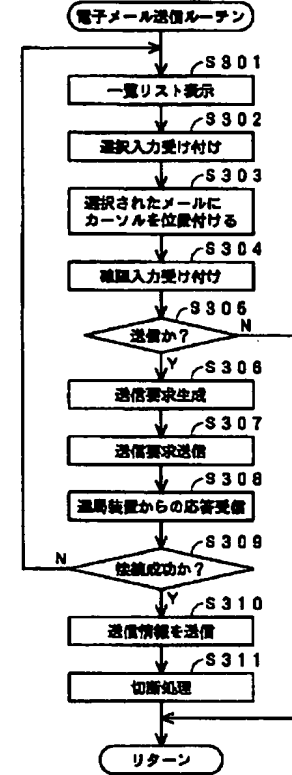 電子メール送信ルーテン
S301
一覧リスト表示
S302
選択入力受け付け
S303
選択されたメールに
カーソルを位置付ける
S304
確認入力受け付け
S305
送信か？
N
Y
S306
送信要求生成
S307
送信要求送信
S308
局装置からの応答受信
S309
接続成功か？
N
Y
S310
送信情報を送信
S311
切断処理
リターン